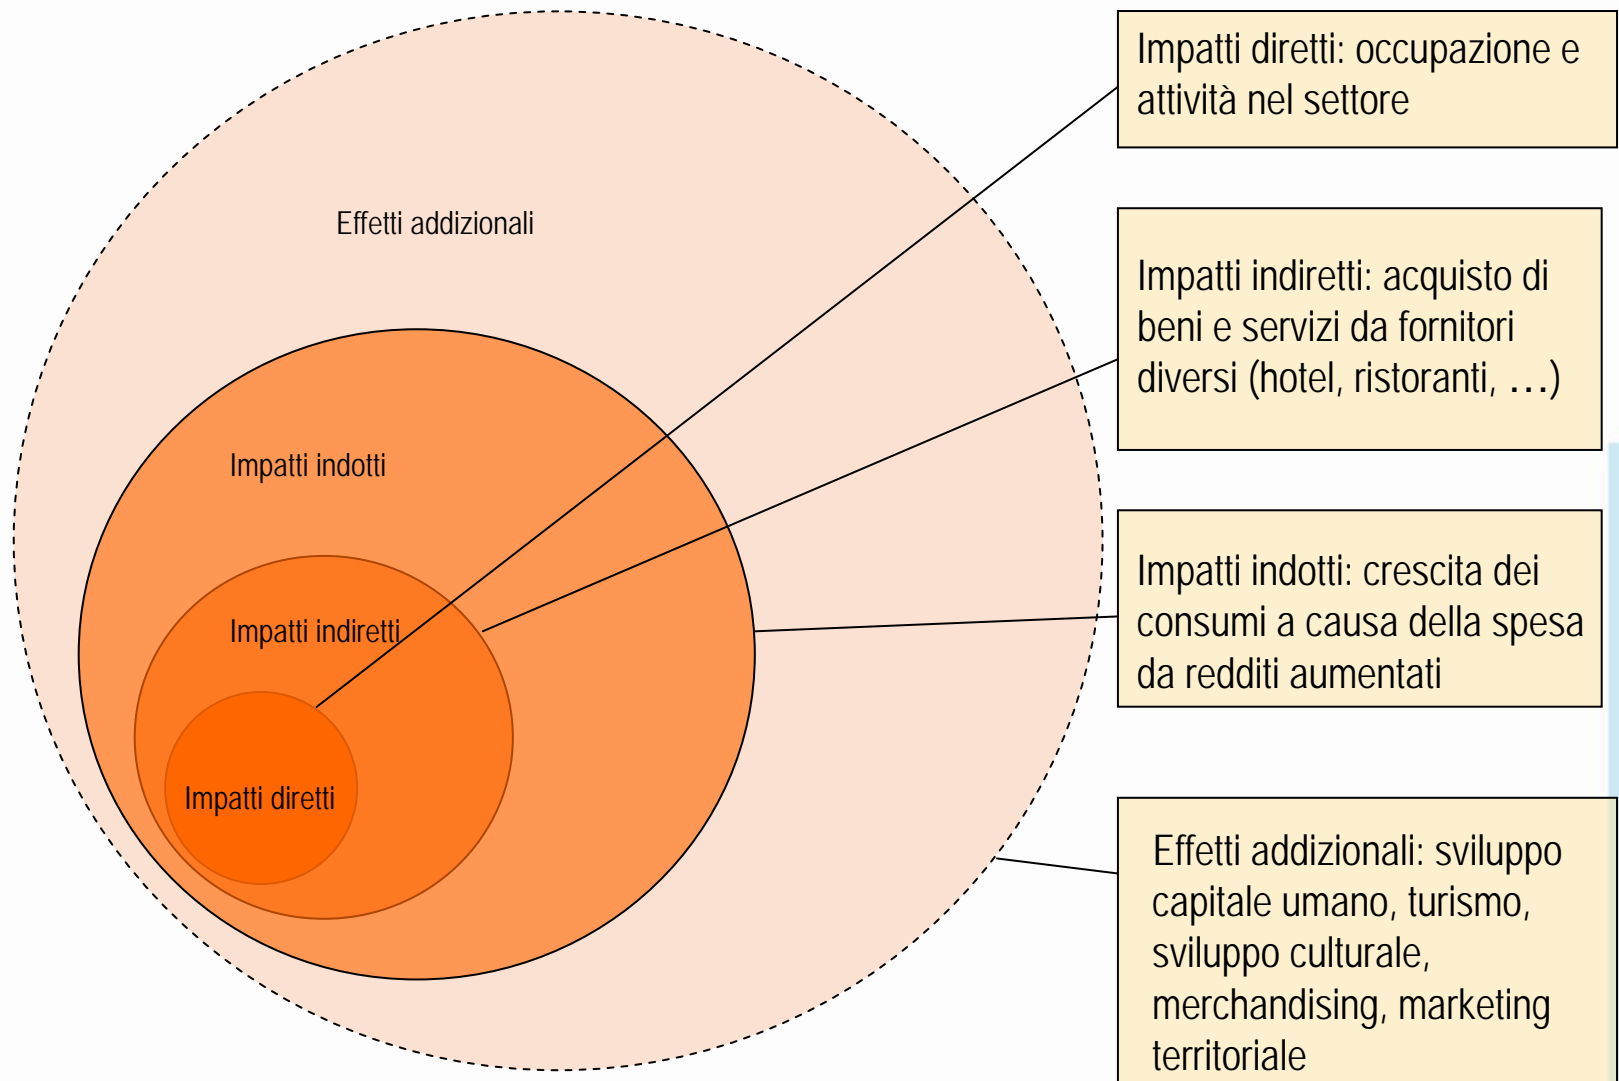 Effetti addizionali
Impatti indotti
Impatti indiretti
Impatti diretti
Impatti diretti: occupazione e
attività nel settore
Impatti indiretti: acquisto di
beni e servizi da fornitori
diversi (hotel, ristoranti, …)
Impatti indotti: crescita dei
consumi a causa della spesa
da redditi aumentati
Effetti addizionali: sviluppo
capitale umano, turismo,
sviluppo culturale,
merchandising, marketing
territoriale